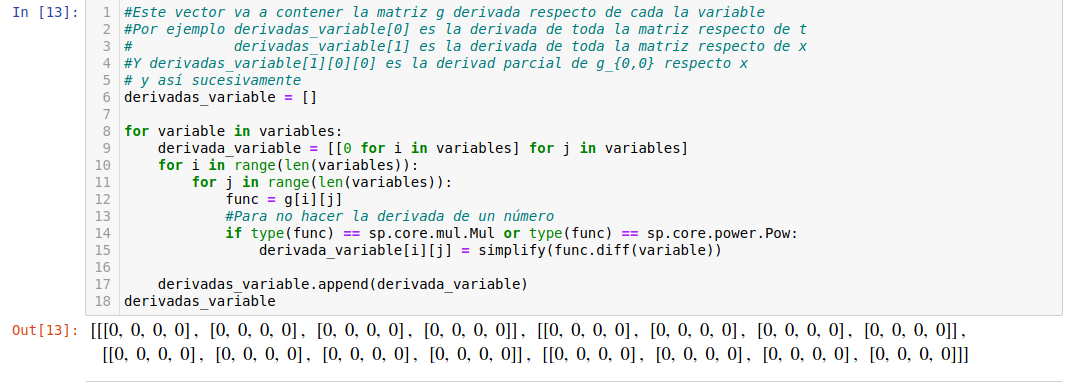 In [13]:
1 #Este vector va a contener la matriz g derivada respecto de cada la variable
2 #Por ejemplo derivadas_variable[0] es la derivada de toda la matriz respecto de t
3 #            derivadas_variable[1] es la derivada de toda la matriz respecto de x
4 #Y derivadas_variable[1][0][0] es la derivad parcial de g_{0,0} respecto x
5 # y así sucesivamente
6 derivadas_variable = []
7
8 for variable in variables:
9     derivada_variable = [[0 for i in variables] for j in variables]
10     for i in range(len(variables)):
11         for j in range(len(variables)):
12             func = g[i][j]
13             #Para no hacer la derivada de un número
14             if type(func) == sp.core.mul.Mul or type(func) == sp.core.power.Pow:
15                 derivada_variable[i][j] = simplify(func.diff(variable))
16
17     derivadas_variable.append(derivada_variable)
18 derivadas_variable
Out[13]: [[[0, 0, 0, 0], [0, 0, 0, 0], [0, 0, 0, 0], [0, 0, 0, 0]], [[0, 0, 0, 0], [0, 0, 0, 0], [0, 0, 0, 0], [0, 0, 0, 0]],
[[0, 0, 0, 0], [0, 0, 0, 0], [0, 0, 0, 0], [0, 0, 0, 0]], [[0, 0, 0, 0], [0, 0, 0, 0], [0, 0, 0, 0], [0, 0, 0, 0]]]